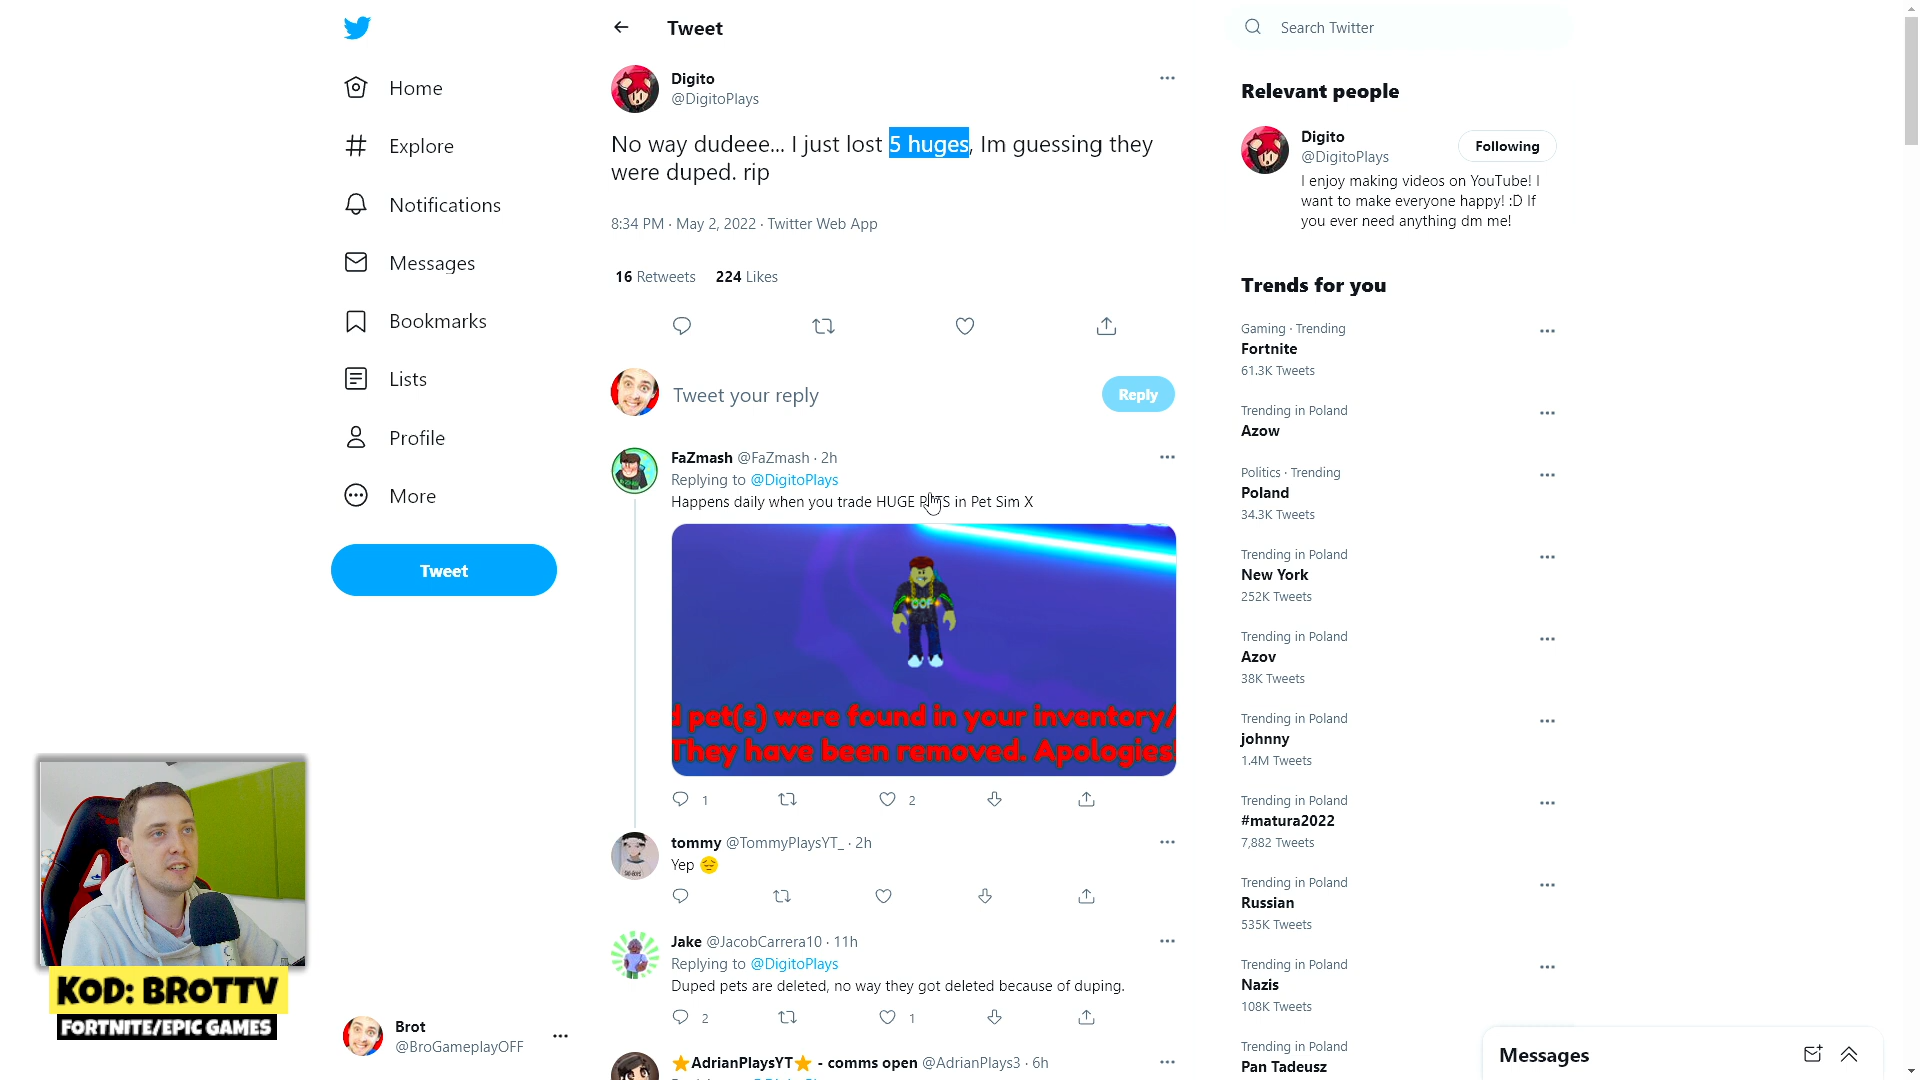 Tweet
Search Twitter
Home
Explore
Notifications
Messages
Bookmarks
Lists
Profile
More
Tweet
Digito
@DigitoPlays
No way dudeee... I just lost 5 huges, Im guessing they
were duped. rip
8:34 PM · May 2, 2022 · Twitter Web App
16 Retweets 224 Likes
Tweet your reply
Reply
FaZmash @FaZmash · 2h
Replying to @DigitoPlays
Happens daily when you trade HUGE PETS in Pet Sim X
OOF
d pet(s) were found in your inventory/
They have been removed. Apologies!
1
2
tommy @TommyPlaysYT_ · 2h
Yep 😔
Jake @JacobCarrera10 · 11h
Replying to @DigitoPlays
Duped pets are deleted, no way they got deleted because of duping.
2
1
⭐AdrianPlaysYT⭐ - comms open @AdrianPlays3 · 6h
Relevant people
Digito
@DigitoPlays
Following
I enjoy making videos on YouTube! I
want to make everyone happy! :D If
you ever need anything dm me!
Trends for you
Gaming · Trending
Fortnite
61.3K Tweets
Trending in Poland
Azow
Politics · Trending
Poland
34.3K Tweets
Trending in Poland
New York
252K Tweets
Trending in Poland
Azov
38K Tweets
Trending in Poland
johnny
1.4M Tweets
Trending in Poland
#matura2022
7,882 Tweets
Trending in Poland
Russian
535K Tweets
Trending in Poland
Nazis
108K Tweets
Trending in Poland
Pan Tadeusz
Messages
KOD: BROTTV
FORTNITE/EPIC GAMES
Brot
@BroGameplayOFF